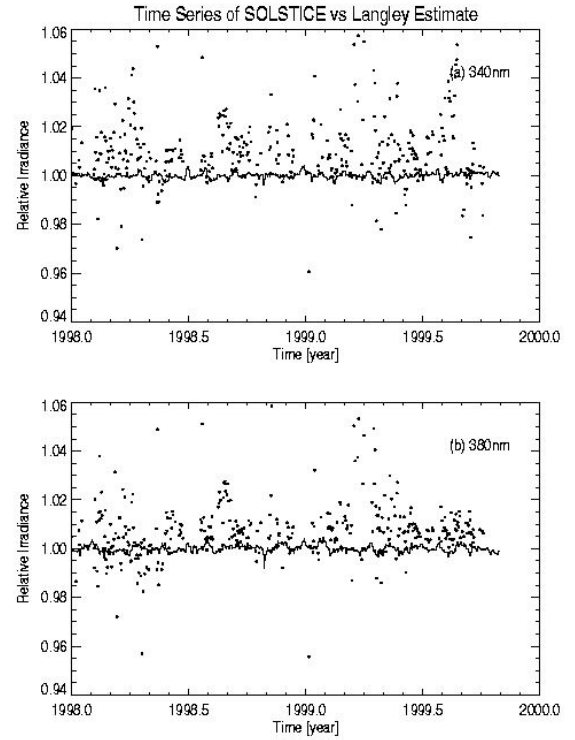 Time Series of SOLSTICE vs Langley Estimate
1.06
1.04
1.02
1.00
0.98
0.96
0.94
Relative Irradiance
(a) 340nm
1998.0 1998.5 1999.0 1999.5 2000.0
Time [year]
1.06
1.04
1.02
1.00
0.98
0.96
0.94
Relative Irradiance
(b) 380nm
1998.0 1998.5 1999.0 1999.5 2000.0
Time [year]